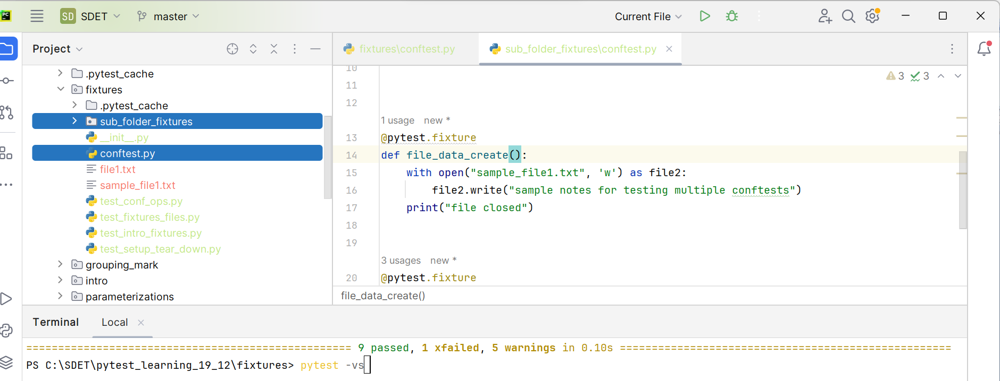 PC
SD SDET master Current File
Project
.pytest_cache
fixtures
.pytest_cache
sub_folder_fixtures
__init__.py
conftest.py
file1.txt
sample_file1.txt
test_conf_ops.py
test_fixtures_files.py
test_intro_fixtures.py
test_setup_tear_down.py
grouping_mark
intro
parameterizations
fixtures\conftest.py sub_folder_fixtures\conftest.py
3 3
10
11
12
1 usage new *
13 @pytest.fixture
14 def file_data_create():
15 with open("sample_file1.txt", 'w') as file2:
16 file2.write("sample notes for testing multiple conftests")
17 print("file closed")
18
19
3 usages new *
20 @pytest.fixture
file_data_create()
Terminal Local
=================================================== 9 passed, 1 xfailed, 5 warnings in 0.10s ====================================================
PS C:\SDET\pytest_learning_19_12\fixtures> pytest -vs